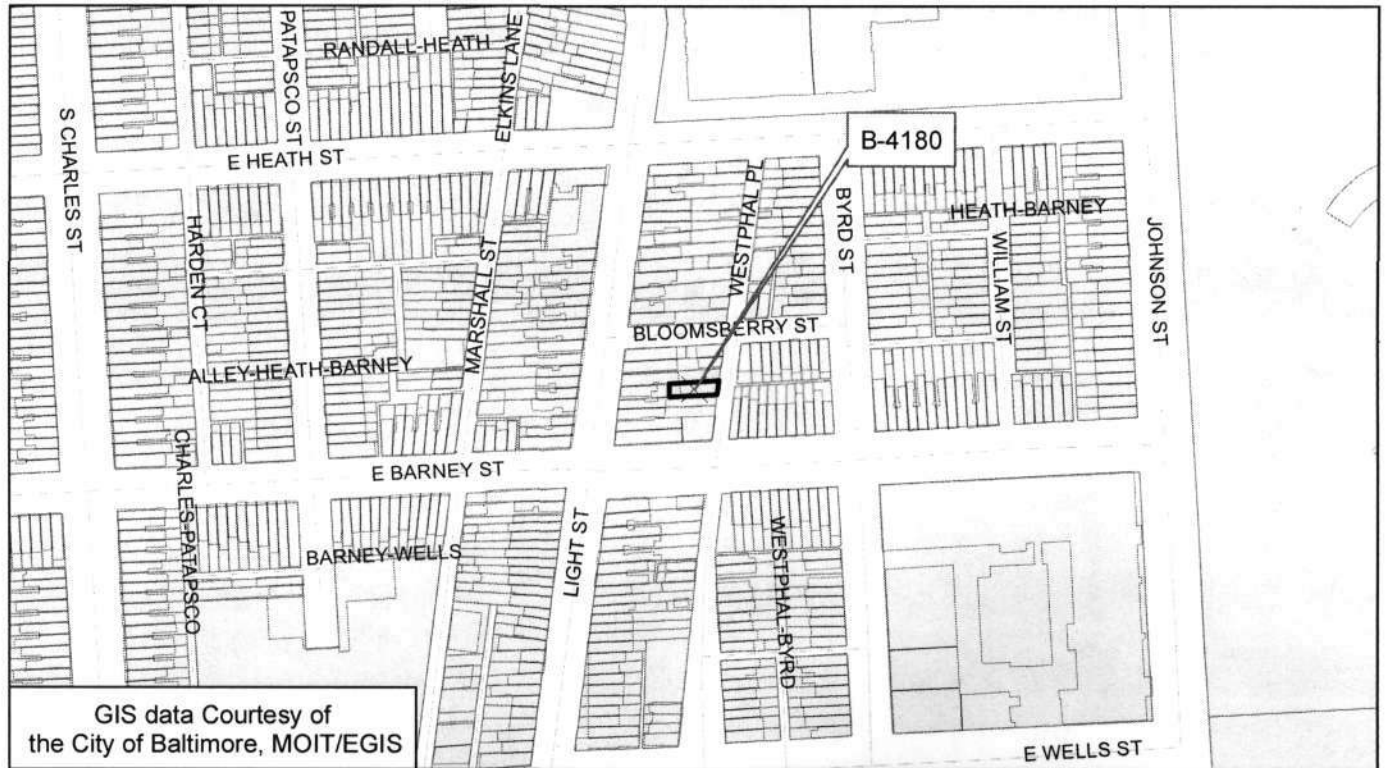 RANDALL-HEATH
PATAPSCO ST
ELKINS LANE
S CHARLES ST
E HEATH ST
B-4180
HARDEN CT
MARSHALL ST
WESTPHAL PL
BYRD ST
HEATH-BARNEY
WILLIAM ST
JOHNSON ST
BLOOMSBERRY ST
ALLEY-HEATH-BARNEY
CHARLES-PATAPSCO
E BARNEY ST
BARNEY-WELLS
LIGHT ST
WESTPHAL-BYRD
GIS data Courtesy of
the City of Baltimore, MOIT/EGIS
E WELLS ST